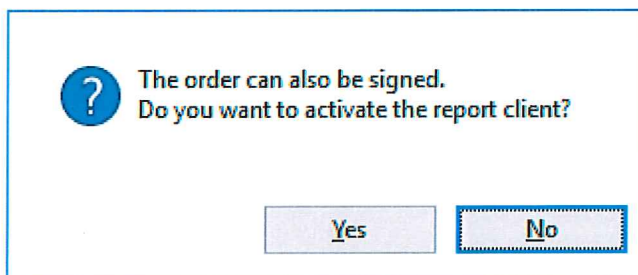 The order can also be signed.
Do you want to activate the report client?
Yes
No